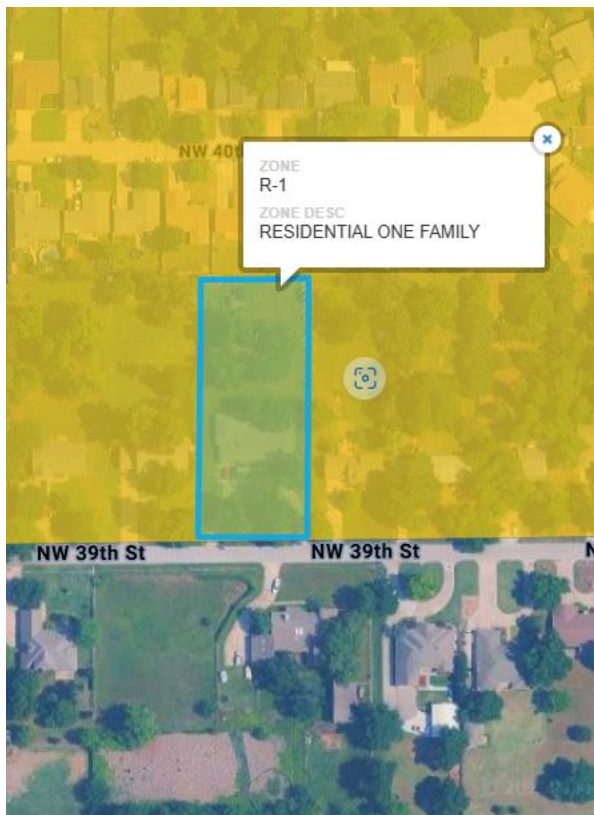 NW 40t
ZONE
R-1
ZONE DESC
RESIDENTIAL ONE FAMILY
NW 39th St
NW 39th St
N